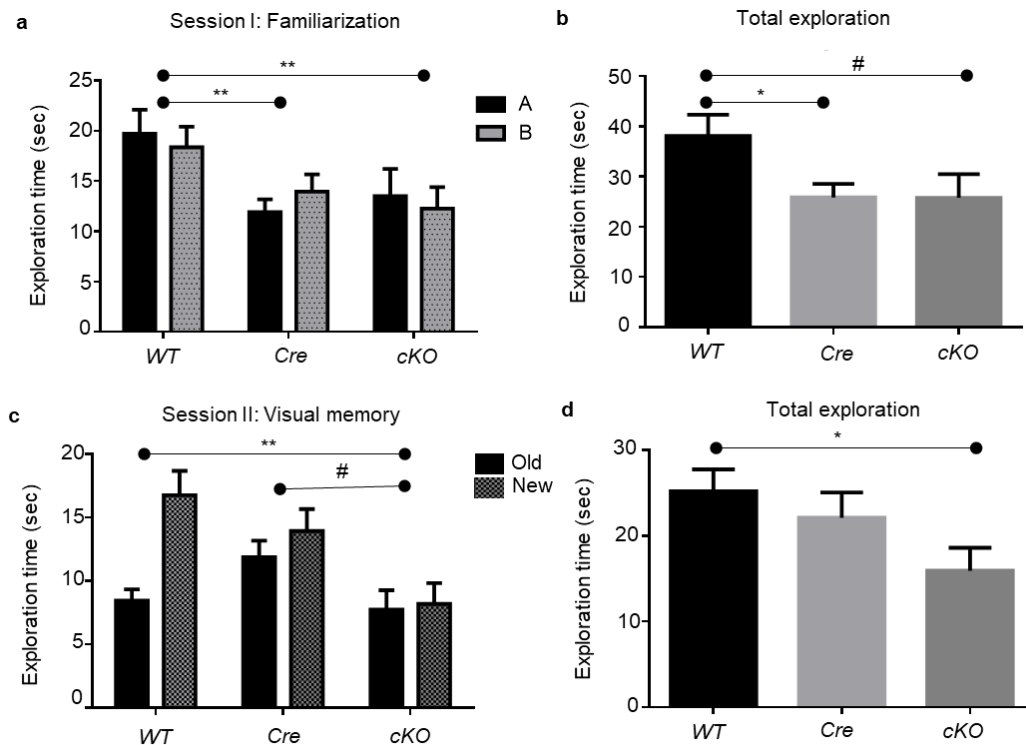 a
Session I: Familiarization
**
**
Exploration time (sec)
25
20
15
10
5
0
WT
Cre
cKO
A
B
b
Total exploration
#
*
Exploration time (sec)
50
40
30
20
10
0
WT
Cre
cKO
c
Session II: Visual memory
**
#
Exploration time (sec)
20
15
10
5
0
WT
Cre
cKO
Old
New
d
Total exploration
*
Exploration time (sec)
30
20
10
0
WT
Cre
cKO